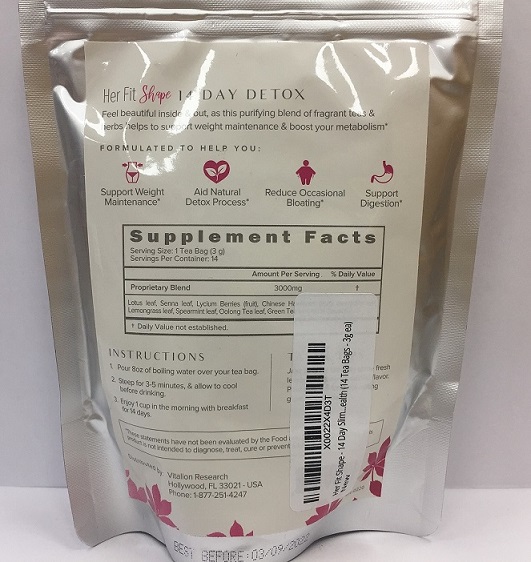 Her Fit Shape 14 DAY DETOX
Feel beautiful inside out, as this purifying blend of fragrant teas &
herbs helps to support weight maintenance & boost your metabolism*
FORMULATED TO HELP YOU:
Support Weight
Maintenance*
Aid Natural
Detox Process*
Reduce Occasional
Bloating*
Support
Digestion*
Supplement Facts
Serving Size: 1 Tea Bag (3 g)
Servings Per Container: 14
Amount Per Serving % Daily Value
Proprietary Blend 3000mg †
Lotus leaf, Senna leaf, Lycium Berries (fruit), Chinese
Lemongrass leaf, Spearmint leaf, Oolong Tea leaf, Green
† Daily Value not established.
INSTRUCTIONS
1. Pour 8oz of boiling water over your tea bag.
2. Steep for 3-5 minutes, & allow to cool
before drinking.
3. Enjoy 1 cup in the morning with breakfast
for 14 days.
fresh
flavor.
*These statements have not been evaluated by the Food
product is not intended to diagnose, treat, cure or prevent
Distributed by:
Vitalion Research
Hollywood, FL 33021 - USA
Phone: 1-877-251-4247
X0022X4D3T
Her Fit Shape - 14 Day Slim...ealth (14 Tea Bags - 3g ea)
New
BEST BEFORE:03/09/2022